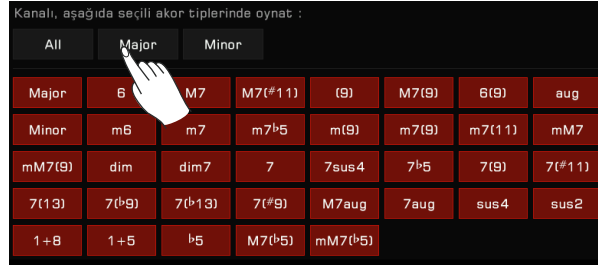 Kanalı, aşağıda seçili akor tiplerinde oynat :
All Major Minor
Major 6 M7 M7(#11) (9) M7(9) 6(9) aug
Minor m6 m7 m7♭5 m(9) m7(9) m7(11) mM7
mM7(9) dim dim7 7 7sus4 7♭5 7(9) 7(#11)
7(13) 7(♭9) 7(♭13) 7(#9) M7aug 7aug sus4 sus2
1+8 1+5 ♭5 M7(♭5) mM7(♭5)